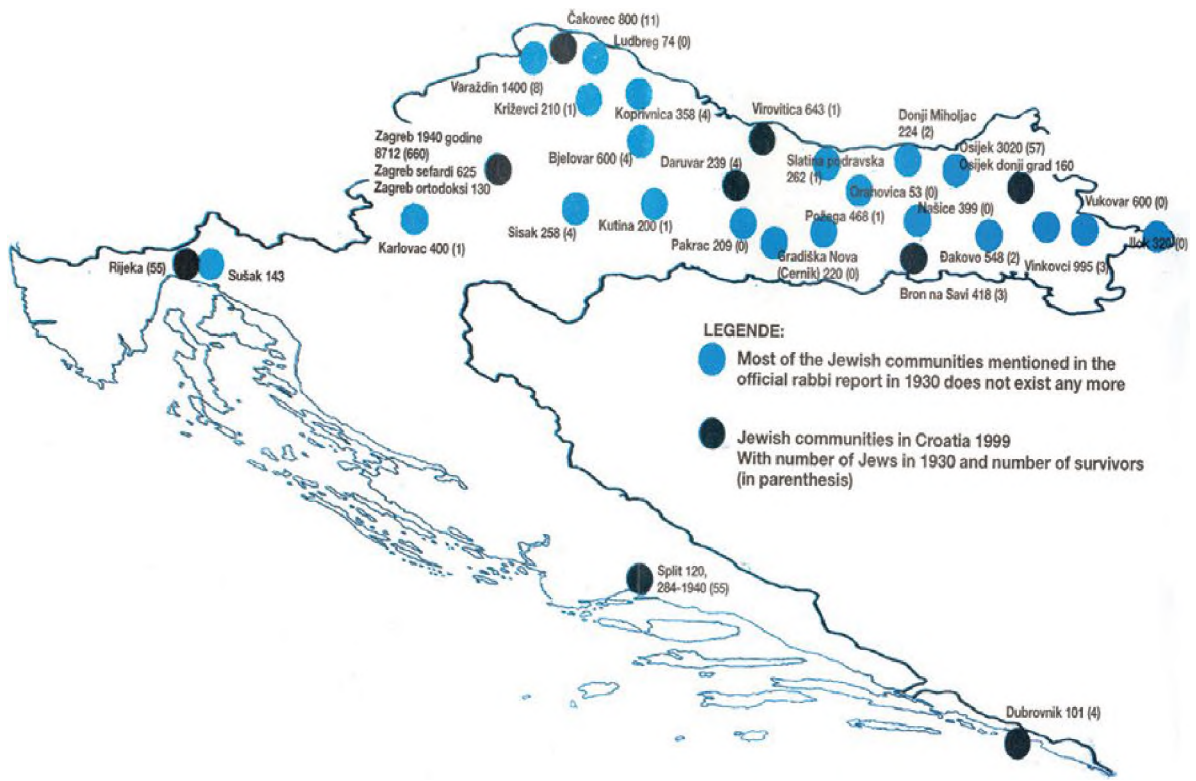 Čakovec 800 (11)
Ludbreg 74 (0)
Varaždin 1400 (8)
Križevci 210 (1)
Koprivnica 358 (4)
Virovitica 643 (1)
Donji Miholjac
224 (2)
Zagreb 1940 godine
8712 (660)
Zagreb sefardi 625
Zagreb ortodoksi 130
Bjelovar 600 (4)
Daruvar 239 (4)
Slatina podravska
262 (1)
Osijek 3020 (57)
Osijek donji grad 160
Orahovica 53 (0)
Našice 399 (0)
Vukovar 600 (0)
Karlovac 400 (1)
Sisak 258 (4)
Kutina 200 (1)
Pakrac 209 (0)
Požega 468 (1)
Gradiška Nova
(Cernik) 220 (0)
Đakovo 548 (2)
Vinkovci 995 (3)
Ilok 320 (0)
Bron na Savi 418 (3)
Rijeka (55)
Sušak 143
LEGENDE:
Most of the Jewish communities mentioned in the
official rabbi report in 1930 does not exist any more
Jewish communities in Croatia 1999
With number of Jews in 1930 and number of survivors
(in parenthesis)
Split 120,
284-1940 (55)
Dubrovnik 101 (4)